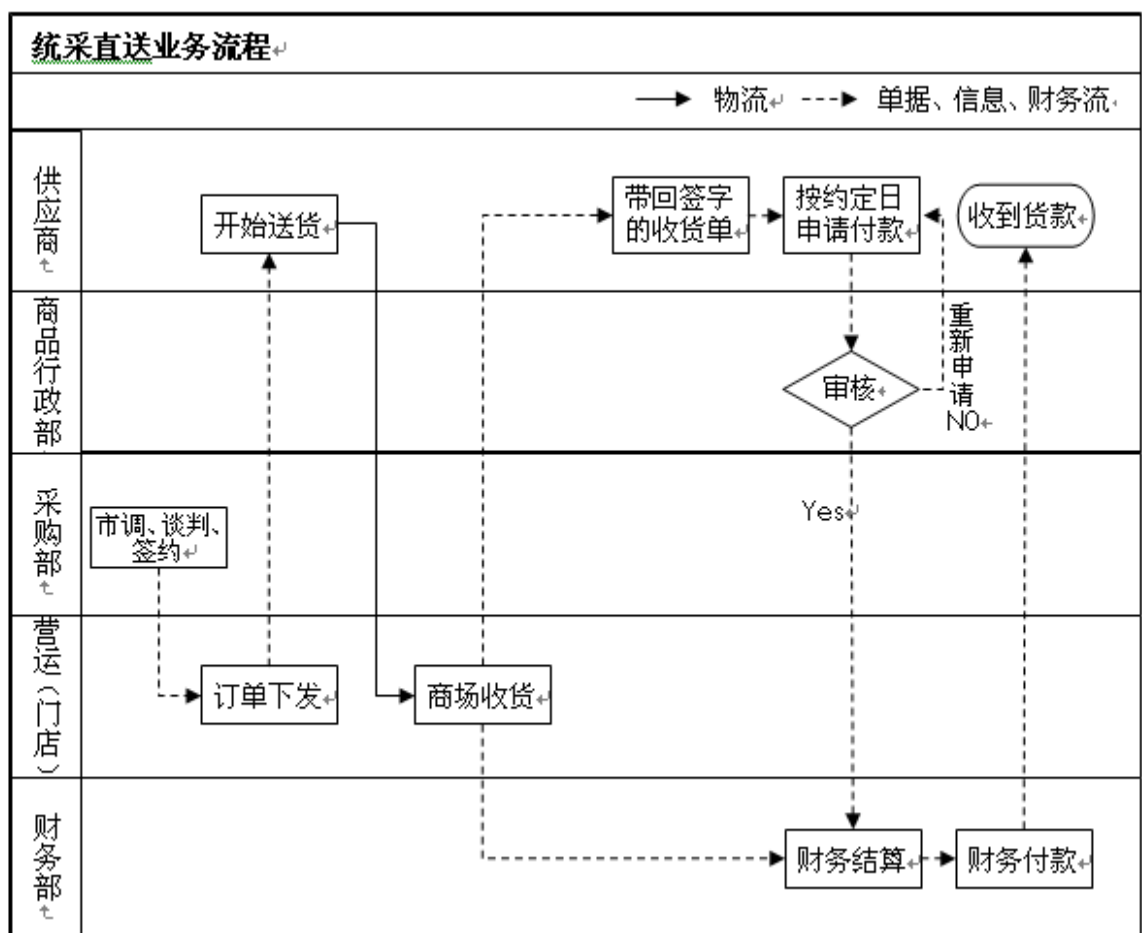 统采直送业务流程
物流 单据、信息、财务流
供应商
开始送货
带回签字
的收货单
按约定日
申请付款
收到货款
商品行政部
审核
重新申请
NO
采购部
市调、谈判、
签约
Yes
营运（门店）
订单下发
商场收货
财务部
财务结算
财务付款